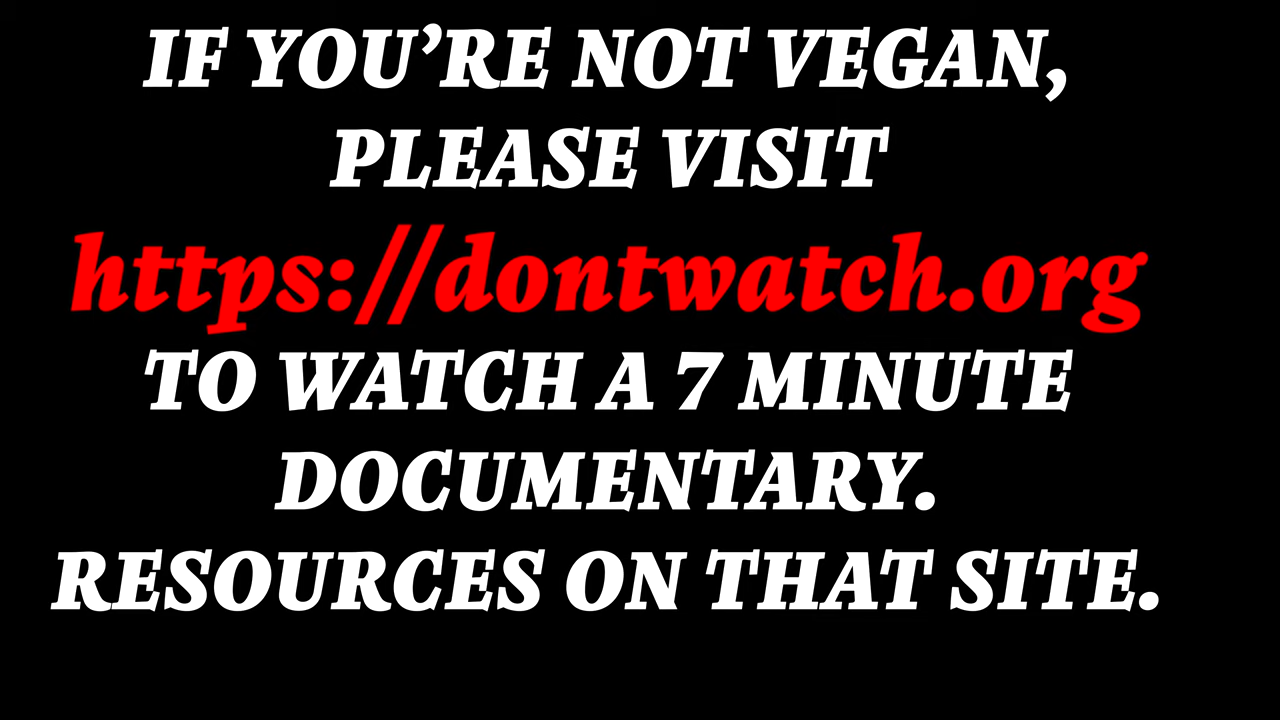 IF YOU’RE NOT VEGAN,
PLEASE VISIT
https://dontwatch.org
TO WATCH A 7 MINUTE
DOCUMENTARY.
RESOURCES ON THAT SITE.